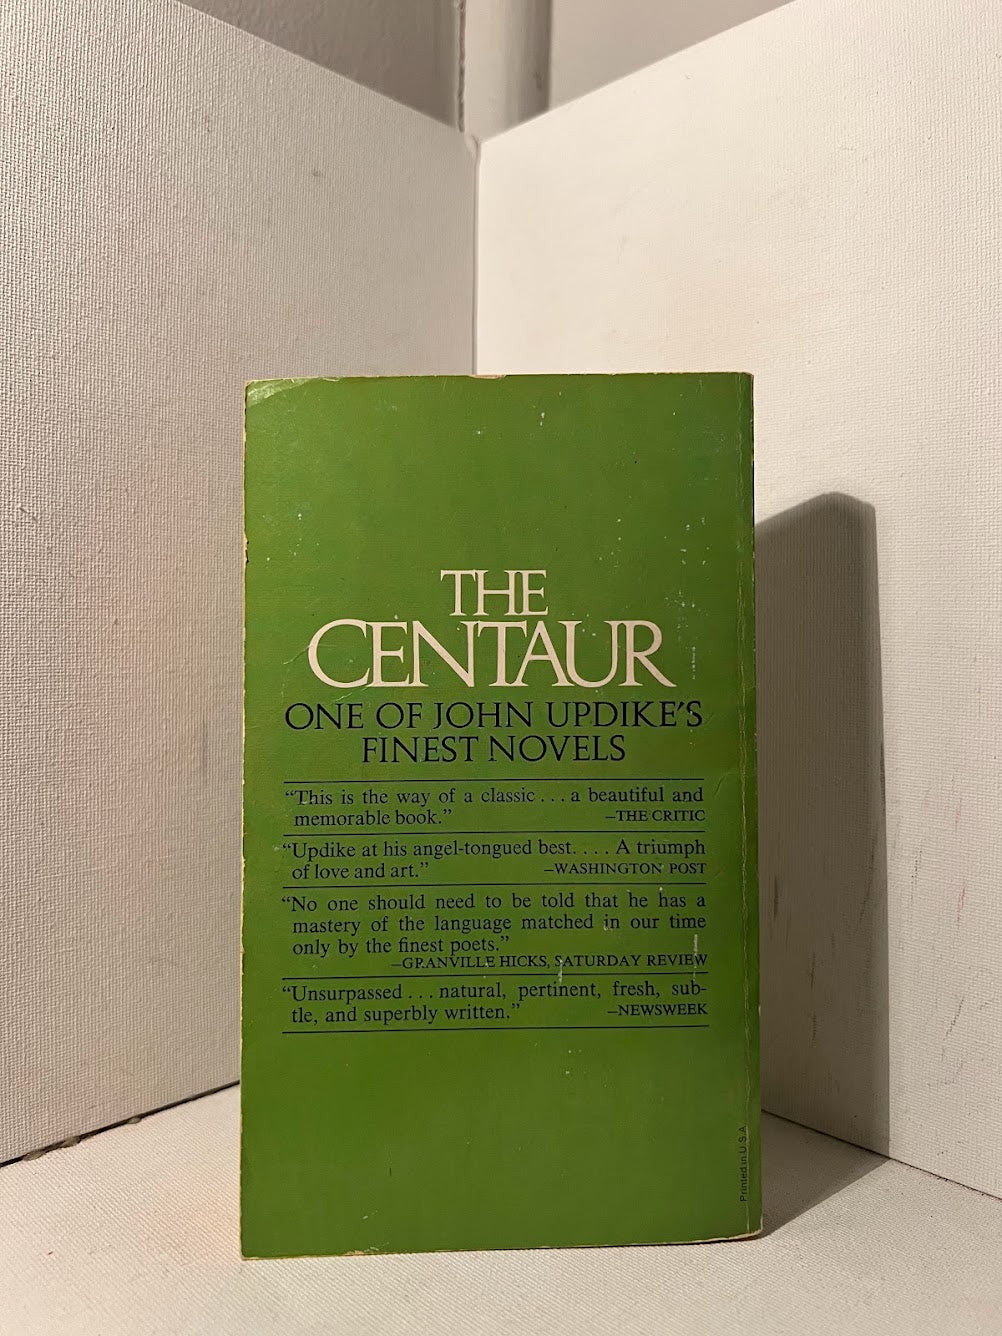 THE
CENTAUR
ONE OF JOHN UPDIKE'S
FINEST NOVELS
“This is the way of a classic . . . a beautiful and
memorable book.” —THE CRITIC
“Updike at his angel-tongued best. . . . A triumph
of love and art.” —WASHINGTON POST
“No one should need to be told that he has a
mastery of the language matched in our time
only by the finest poets.”
—GRANVILLE HICKS, SATURDAY REVIEW
“Unsurpassed . . . natural, pertinent, fresh, sub-
tle, and superbly written.” —NEWSWEEK
Printed in U.S.A.